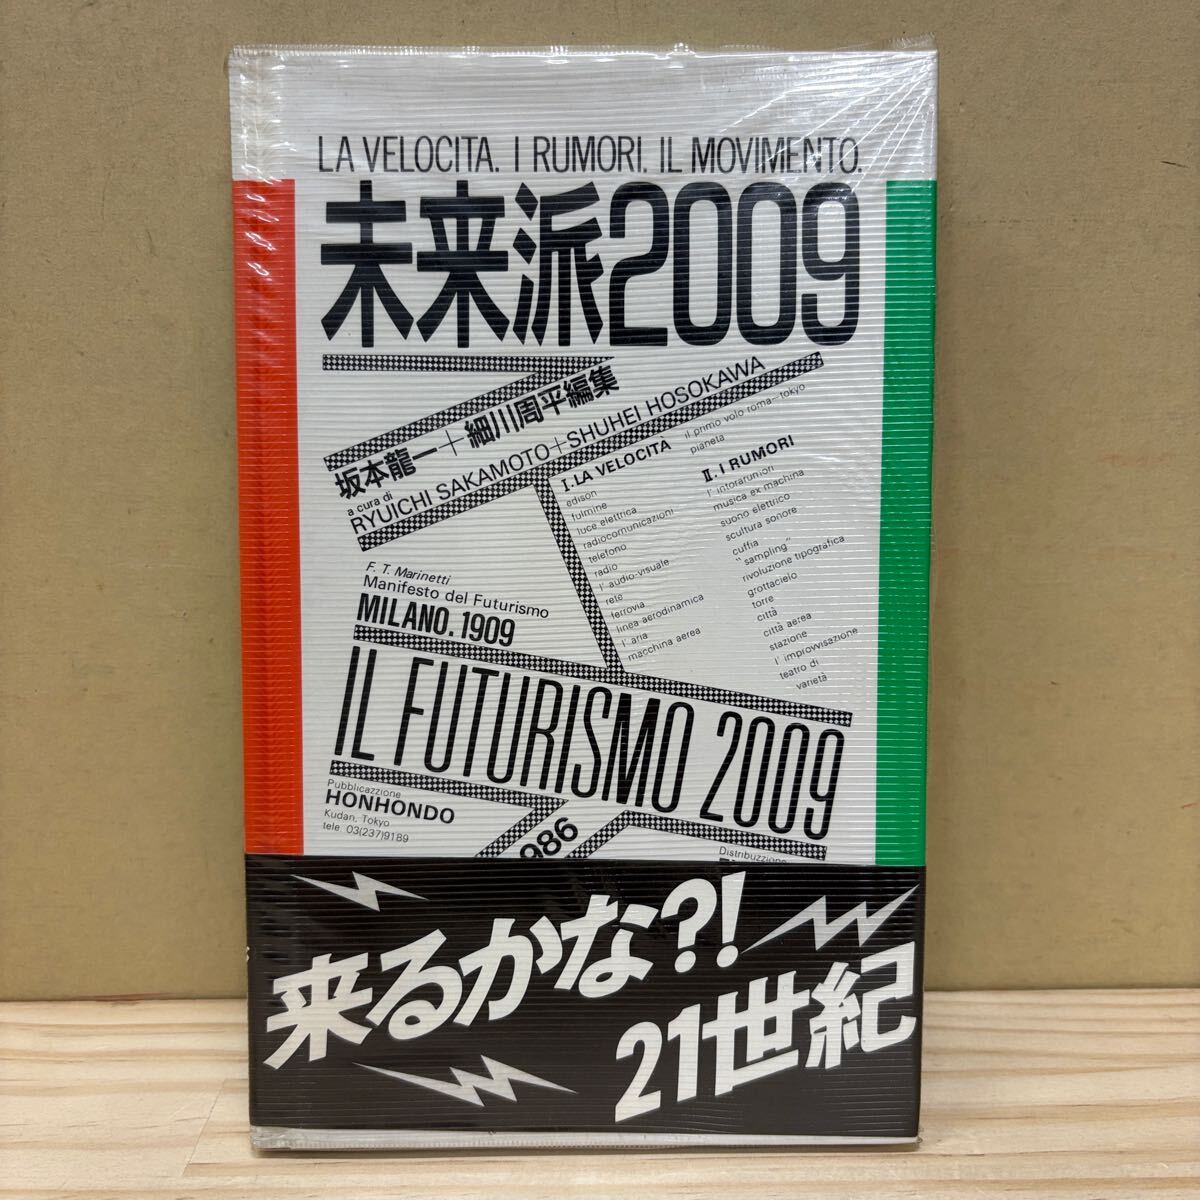 LA VELOCITA. I RUMORI. IL MOVIMENTO.
未来派2009
坂本龍一+細川周平編集
a cura di
RYUICHI SAKAMOTO+SHUHEI HOSOKAWA
I. LA VELOCITÀ
edison
fulmine
luce elettrica
radiocomunicazioni
telefono
radio
l' audio-visuale
rete
ferrovia
linea aerodinamica
l' aria
macchina aerea
il primo volo roma-tokyo
pianeta
II. I RUMORI
l' intorarumori
musica ex machina
suono elettrico
scultura sonore
cuffia
"sampling"
rivoluzione tipografica
grottacielo
torre
città
città aerea
stazione
l' improvvisazione
teatro di
varietà
F. T. Marinetti
Manifesto del Futurismo
MILANO. 1909
IL FUTURISMO 2009
Pubblicazzione
HONHONDO
Kudan, Tokyo
tele 03(237)9189
986
Distribuzzione
来るかな?!
21世紀